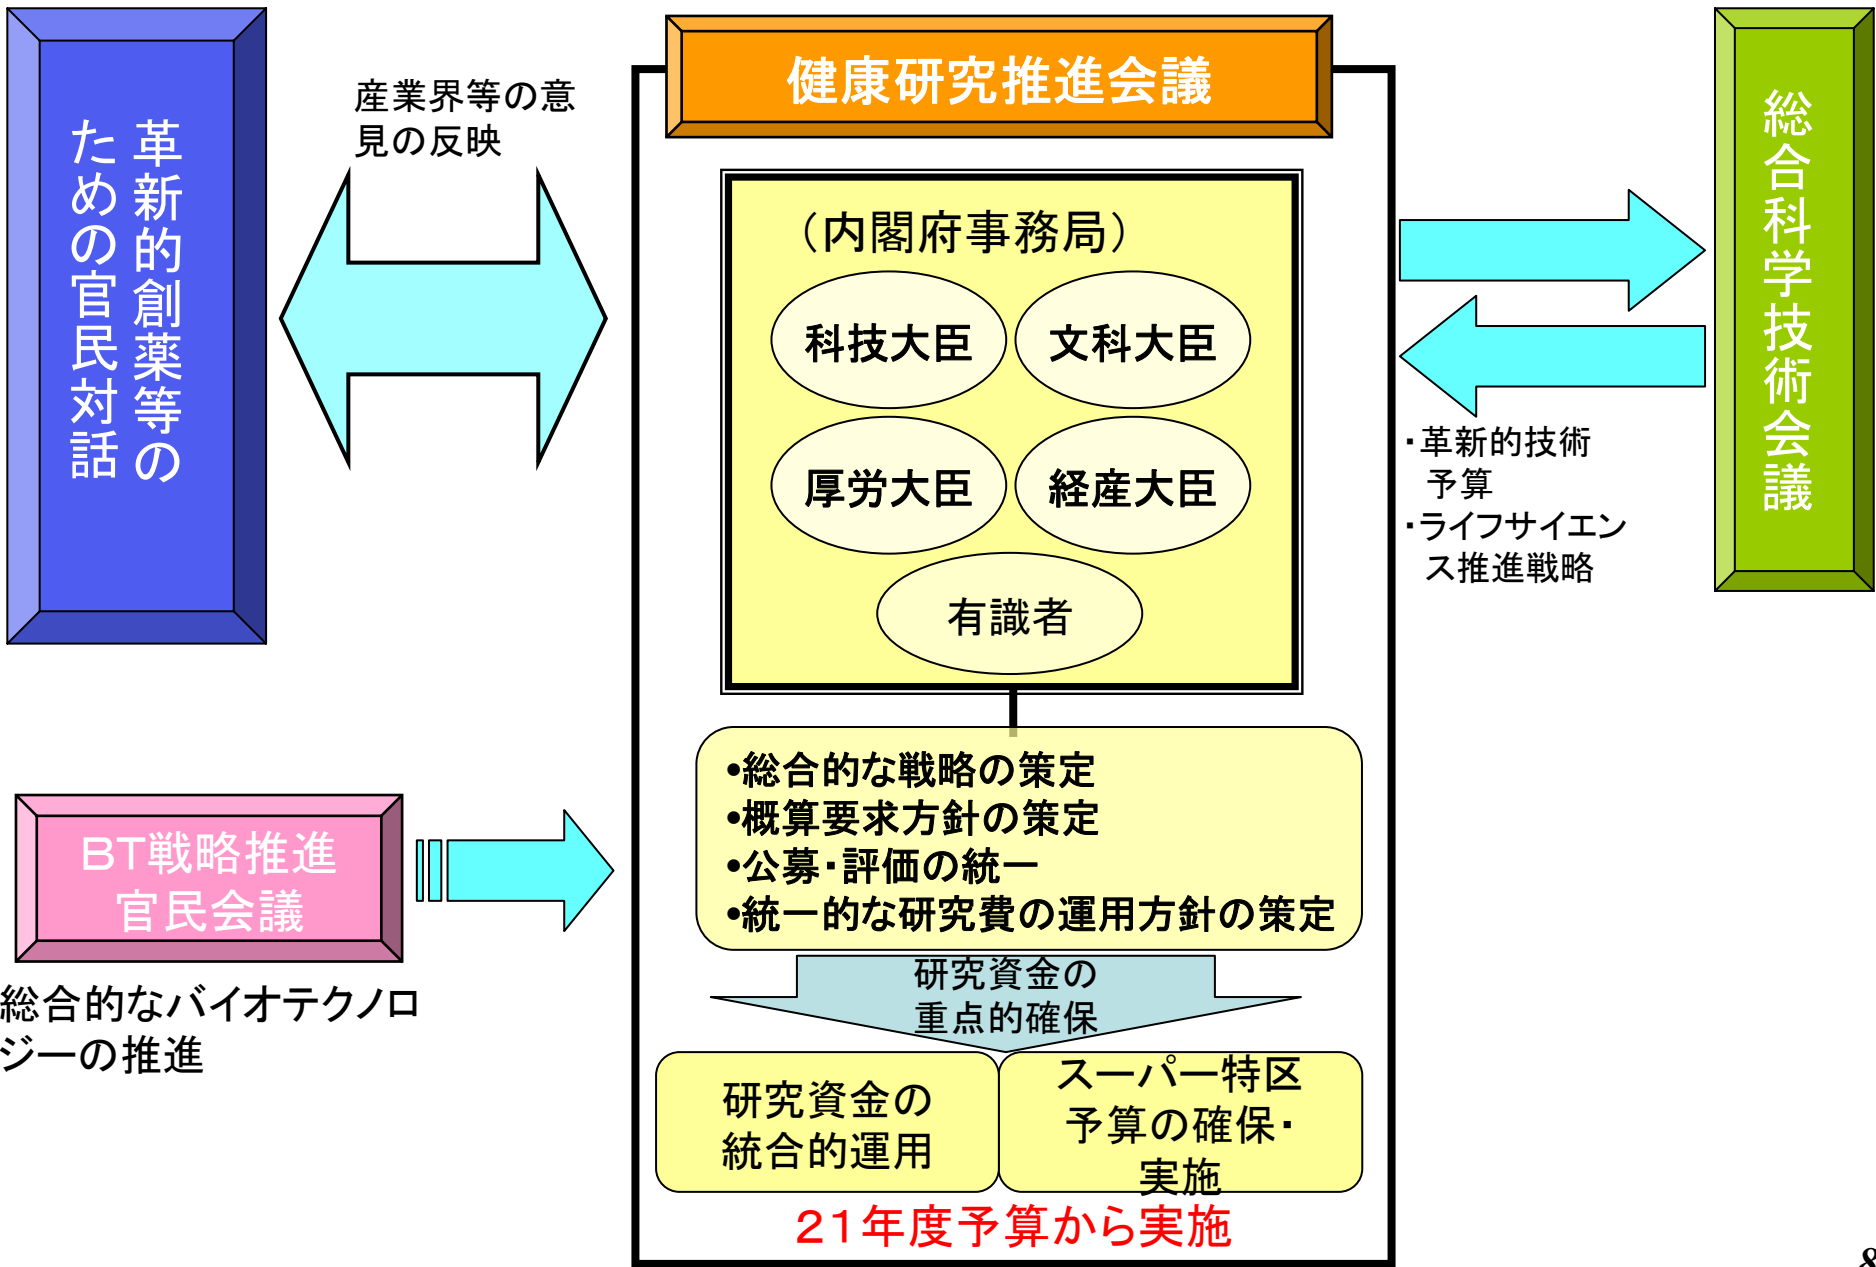 革新的創薬等の
ための官民対話
産業界等の意
見の反映
健康研究推進会議
（内閣府事務局）
科技大臣
文科大臣
厚労大臣
経産大臣
有識者
総合科学技術会議
・革新的技術
予算
・ライフサイエン
ス推進戦略
•総合的な戦略の策定
•概算要求方針の策定
•公募・評価の統一
•統一的な研究費の運用方針の策定
BT戦略推進
官民会議
総合的なバイオテクノロ
ジーの推進
研究資金の
重点的確保
研究資金の
統合的運用
スーパー特区
予算の確保・
実施
２１年度予算から実施
8